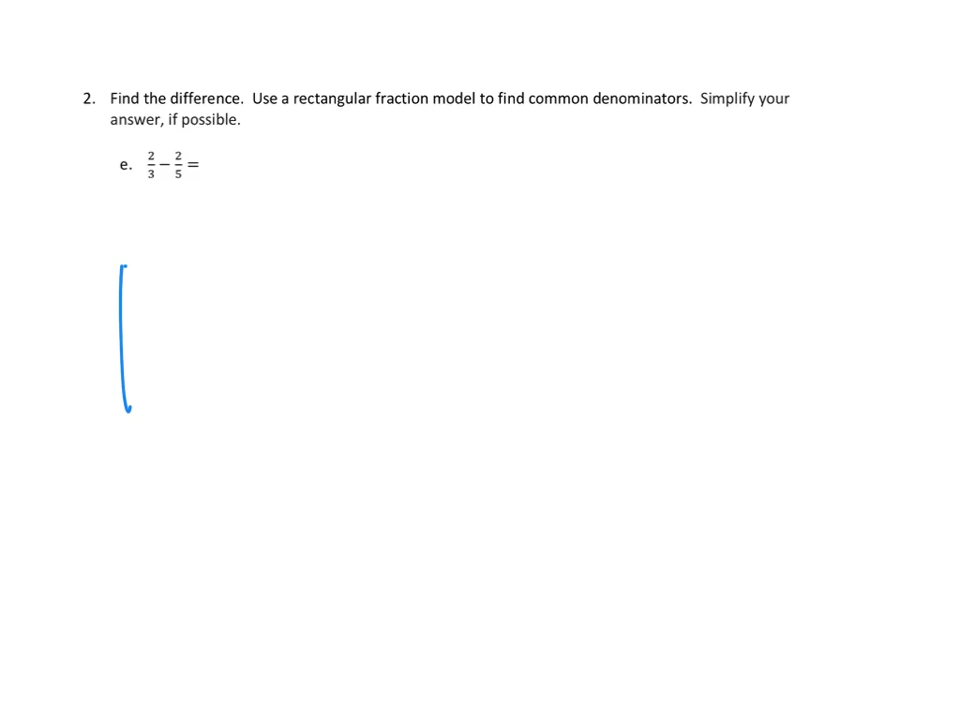 2. Find the difference. Use a rectangular fraction model to find common denominators. Simplify your
answer, if possible.
e. 2/3 − 2/5 =